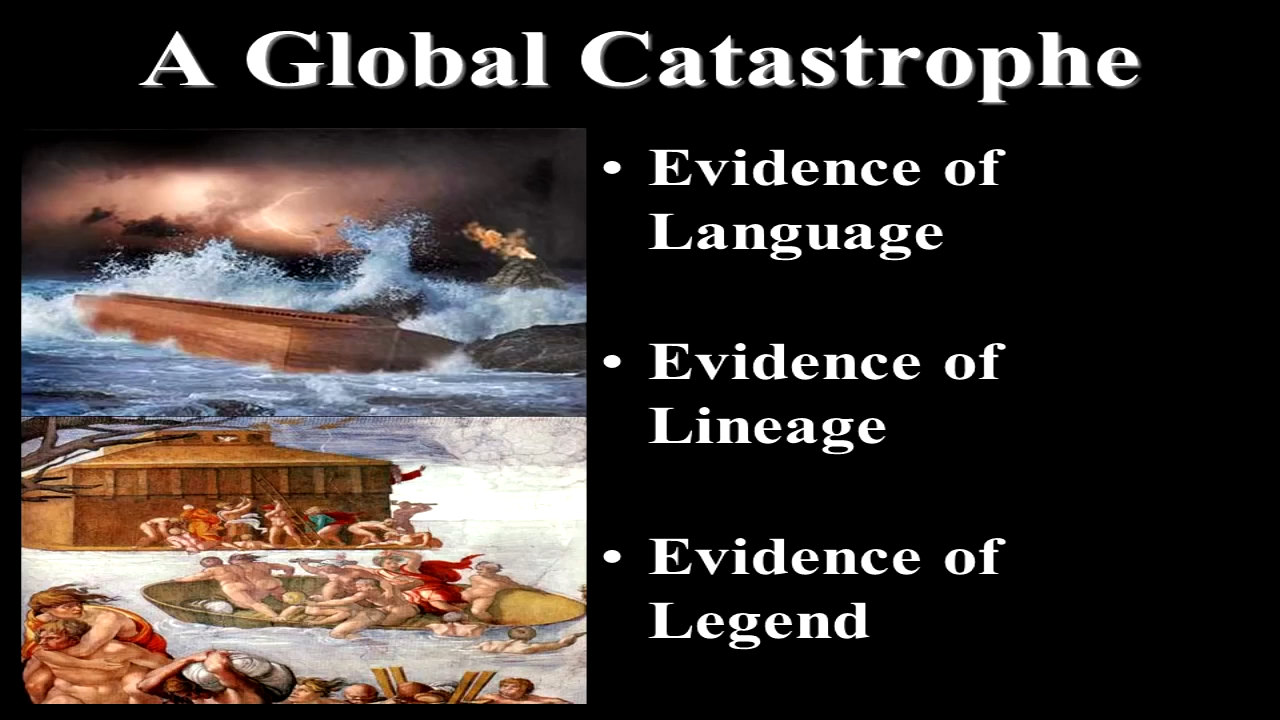 A Global Catastrophe
• Evidence of
Language
• Evidence of
Lineage
• Evidence of
Legend